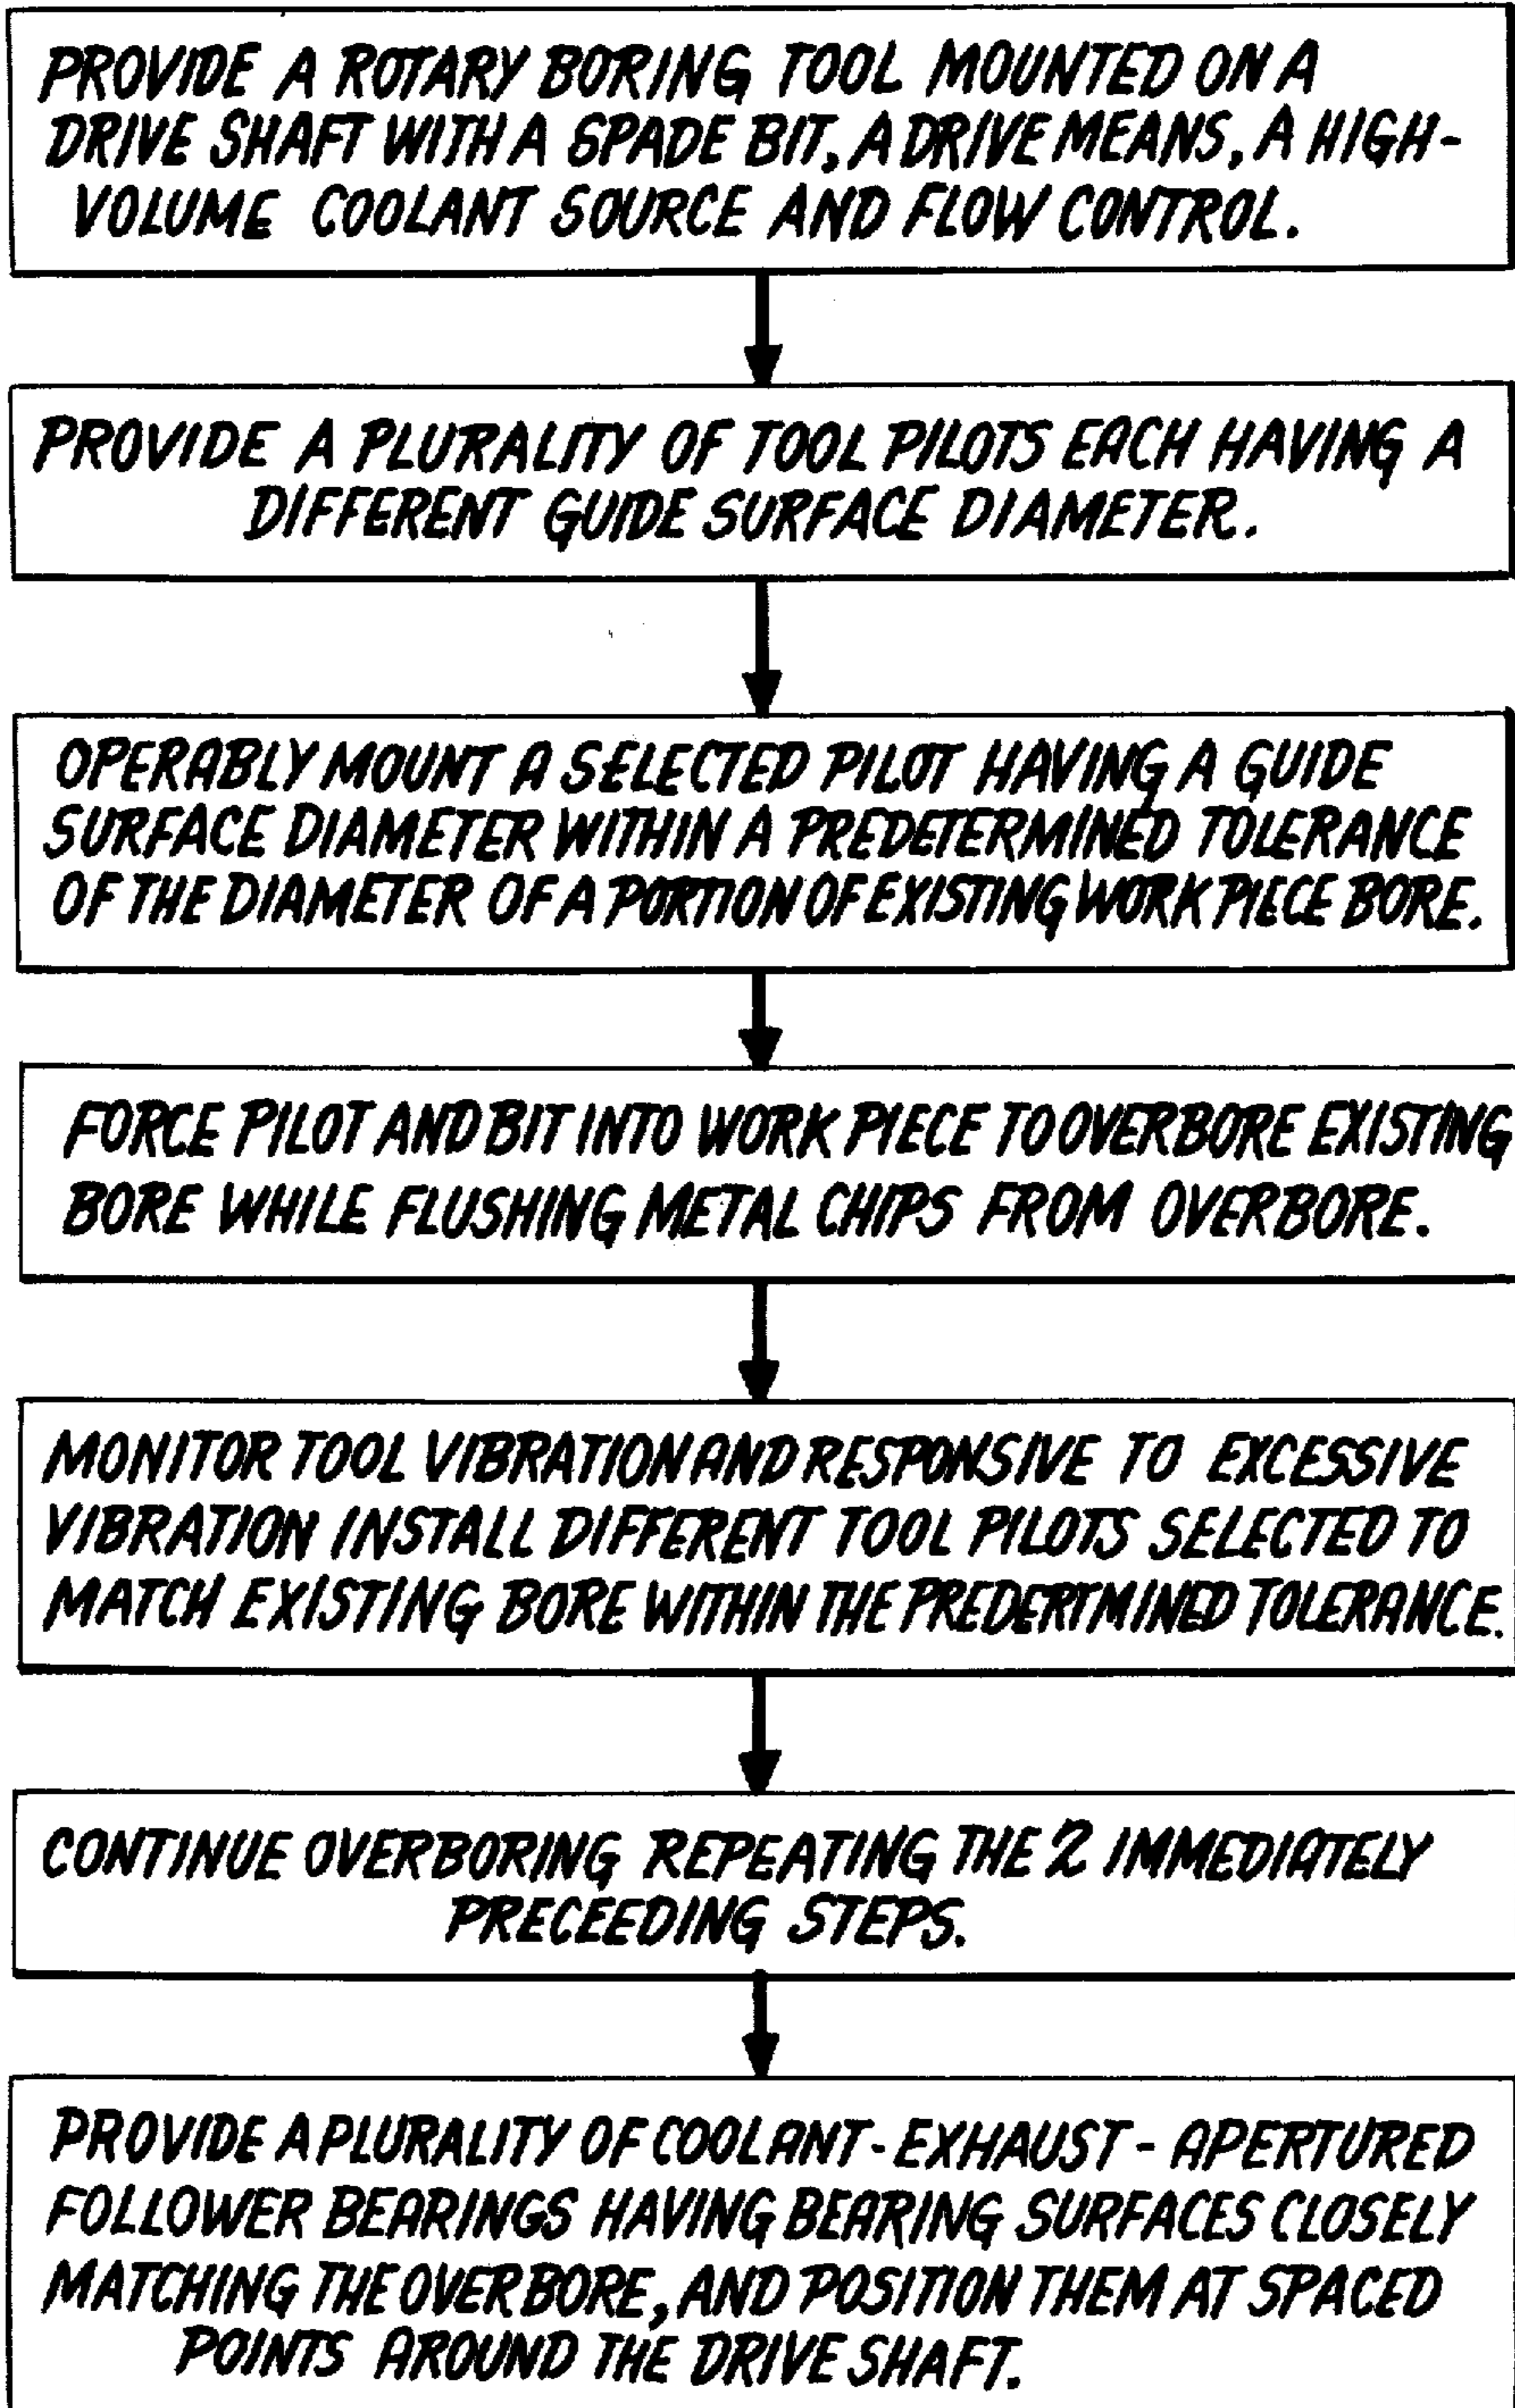 PROVIDE A ROTARY BORING TOOL MOUNTED ON A
DRIVE SHAFT WITH A SPADE BIT, A DRIVE MEANS, A HIGH-
VOLUME COOLANT SOURCE AND FLOW CONTROL.
PROVIDE A PLURALITY OF TOOL PILOTS EACH HAVING A
DIFFERENT GUIDE SURFACE DIAMETER.
OPERABLY MOUNT A SELECTED PILOT HAVING A GUIDE
SURFACE DIAMETER WITHIN A PREDETERMINED TOLERANCE
OF THE DIAMETER OF A PORTION OF EXISTING WORK PIECE BORE.
FORCE PILOT AND BIT INTO WORK PIECE TO OVERBORE EXISTING
BORE WHILE FLUSHING METAL CHIPS FROM OVERBORE.
MONITOR TOOL VIBRATION AND RESPONSIVE TO EXCESSIVE
VIBRATION INSTALL DIFFERENT TOOL PILOTS SELECTED TO
MATCH EXISTING BORE WITHIN THE PREDERTMINED TOLERANCE.
CONTINUE OVERBORING REPEATING THE 2 IMMEDIATELY
PRECEEDING STEPS.
PROVIDE A PLURALITY OF COOLANT-EXHAUST-APERTURED
FOLLOWER BEARINGS HAVING BEARING SURFACES CLOSELY
MATCHING THE OVERBORE, AND POSITION THEM AT SPACED
POINTS AROUND THE DRIVE SHAFT.